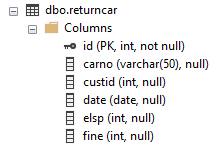 dbo.returncar
Columns
id (PK, int, not null)
carno (varchar(50), null)
custid (int, null)
date (date, null)
elsp (int, null)
fine (int, null)